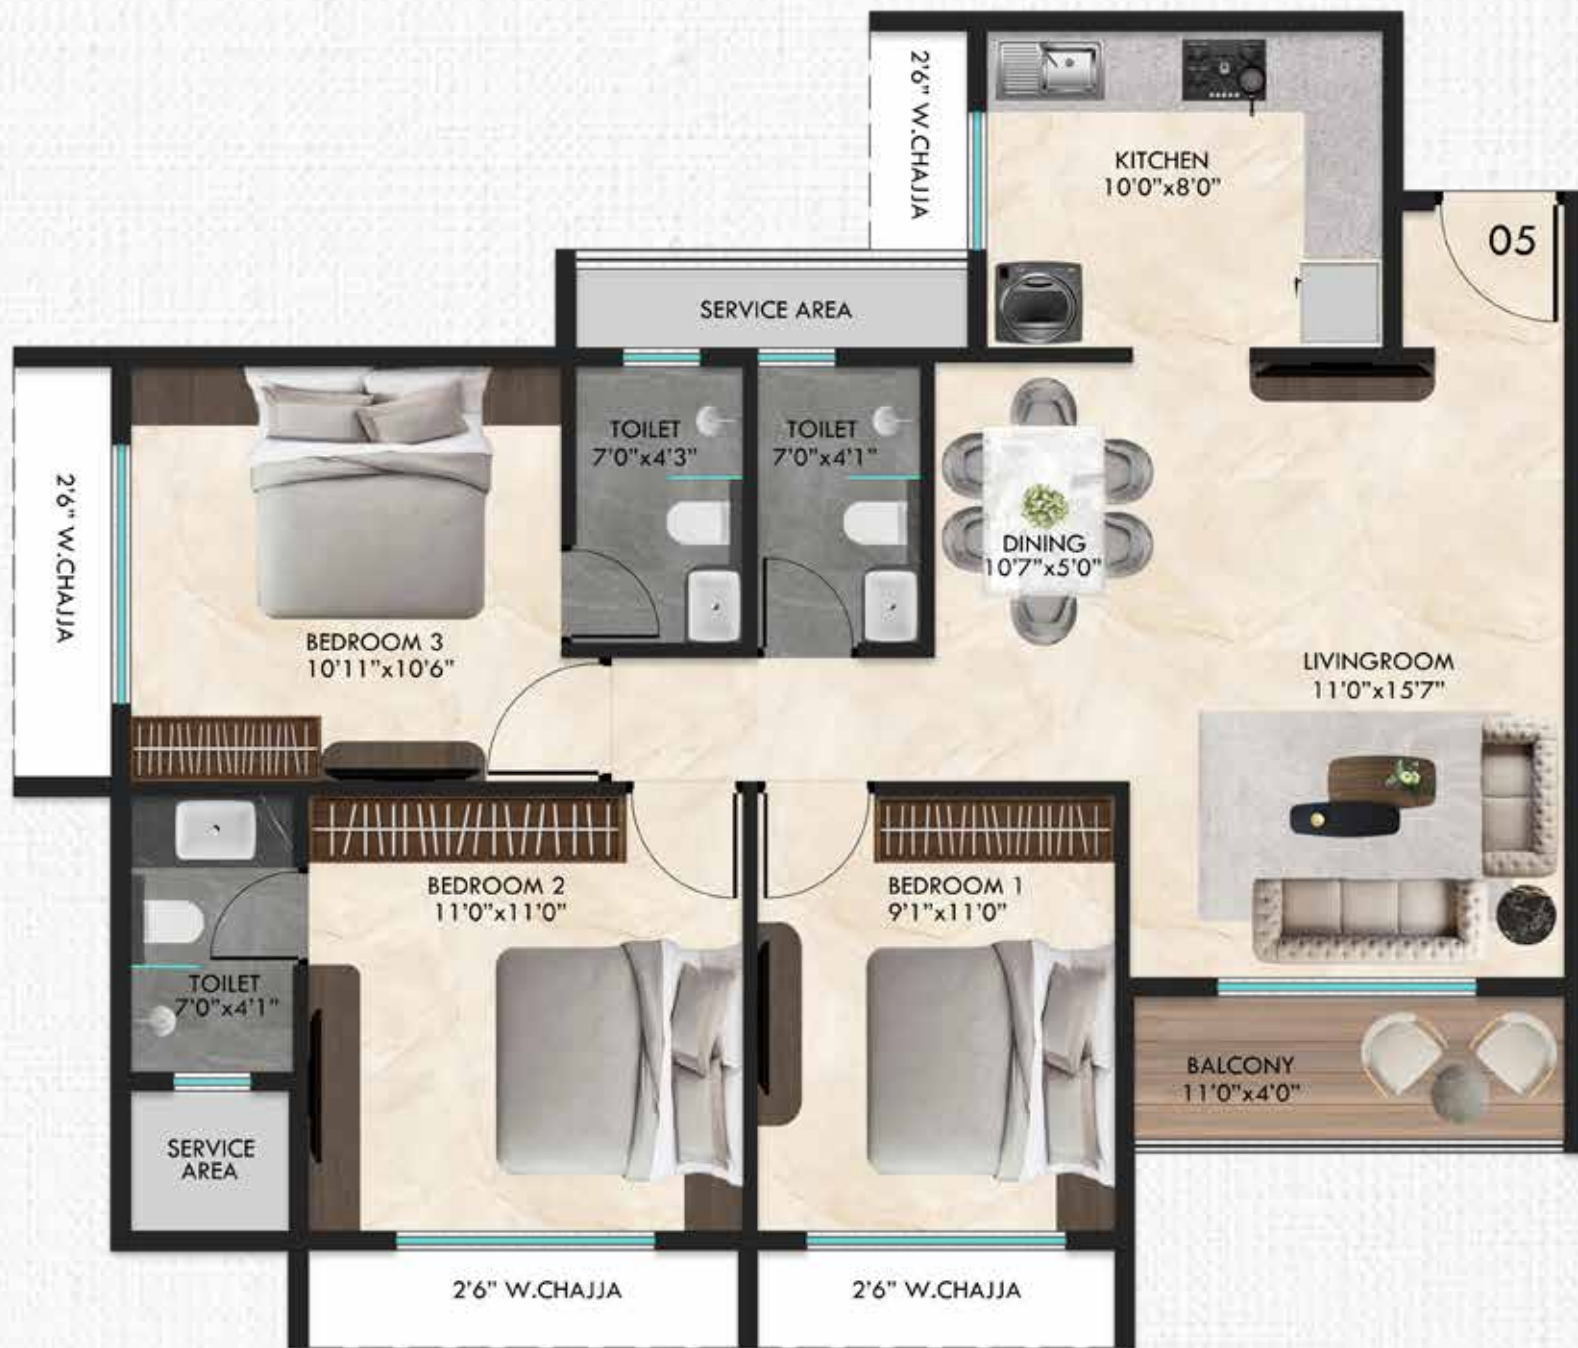 2'6" W.CHAJJA
KITCHEN
10'0"x8'0"
05
SERVICE AREA
TOILET
7'0"x4'3"
TOILET
7'0"x4'1"
2'6" W.CHAJJA
DINING
10'7"x5'0"
BEDROOM 3
10'11"x10'6"
LIVINGROOM
11'0"x15'7"
BEDROOM 2
11'0"x11'0"
BEDROOM 1
9'1"x11'0"
TOILET
7'0"x4'1"
BALCONY
11'0"x4'0"
SERVICE
AREA
2'6" W.CHAJJA
2'6" W.CHAJJA